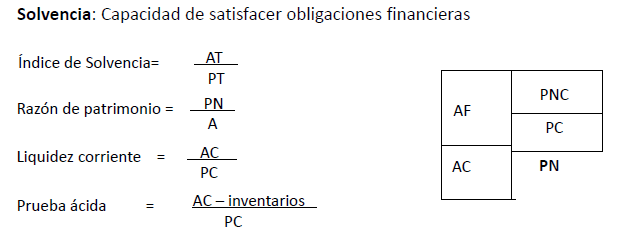 Solvencia: Capacidad de satisfacer obligaciones financieras
Índice de Solvencia= AT
PT
Razón de patrimonio = PN
A
Liquidez corriente = AC
PC
Prueba ácida = AC – inventarios
PC
AF
PNC
PC
AC
PN